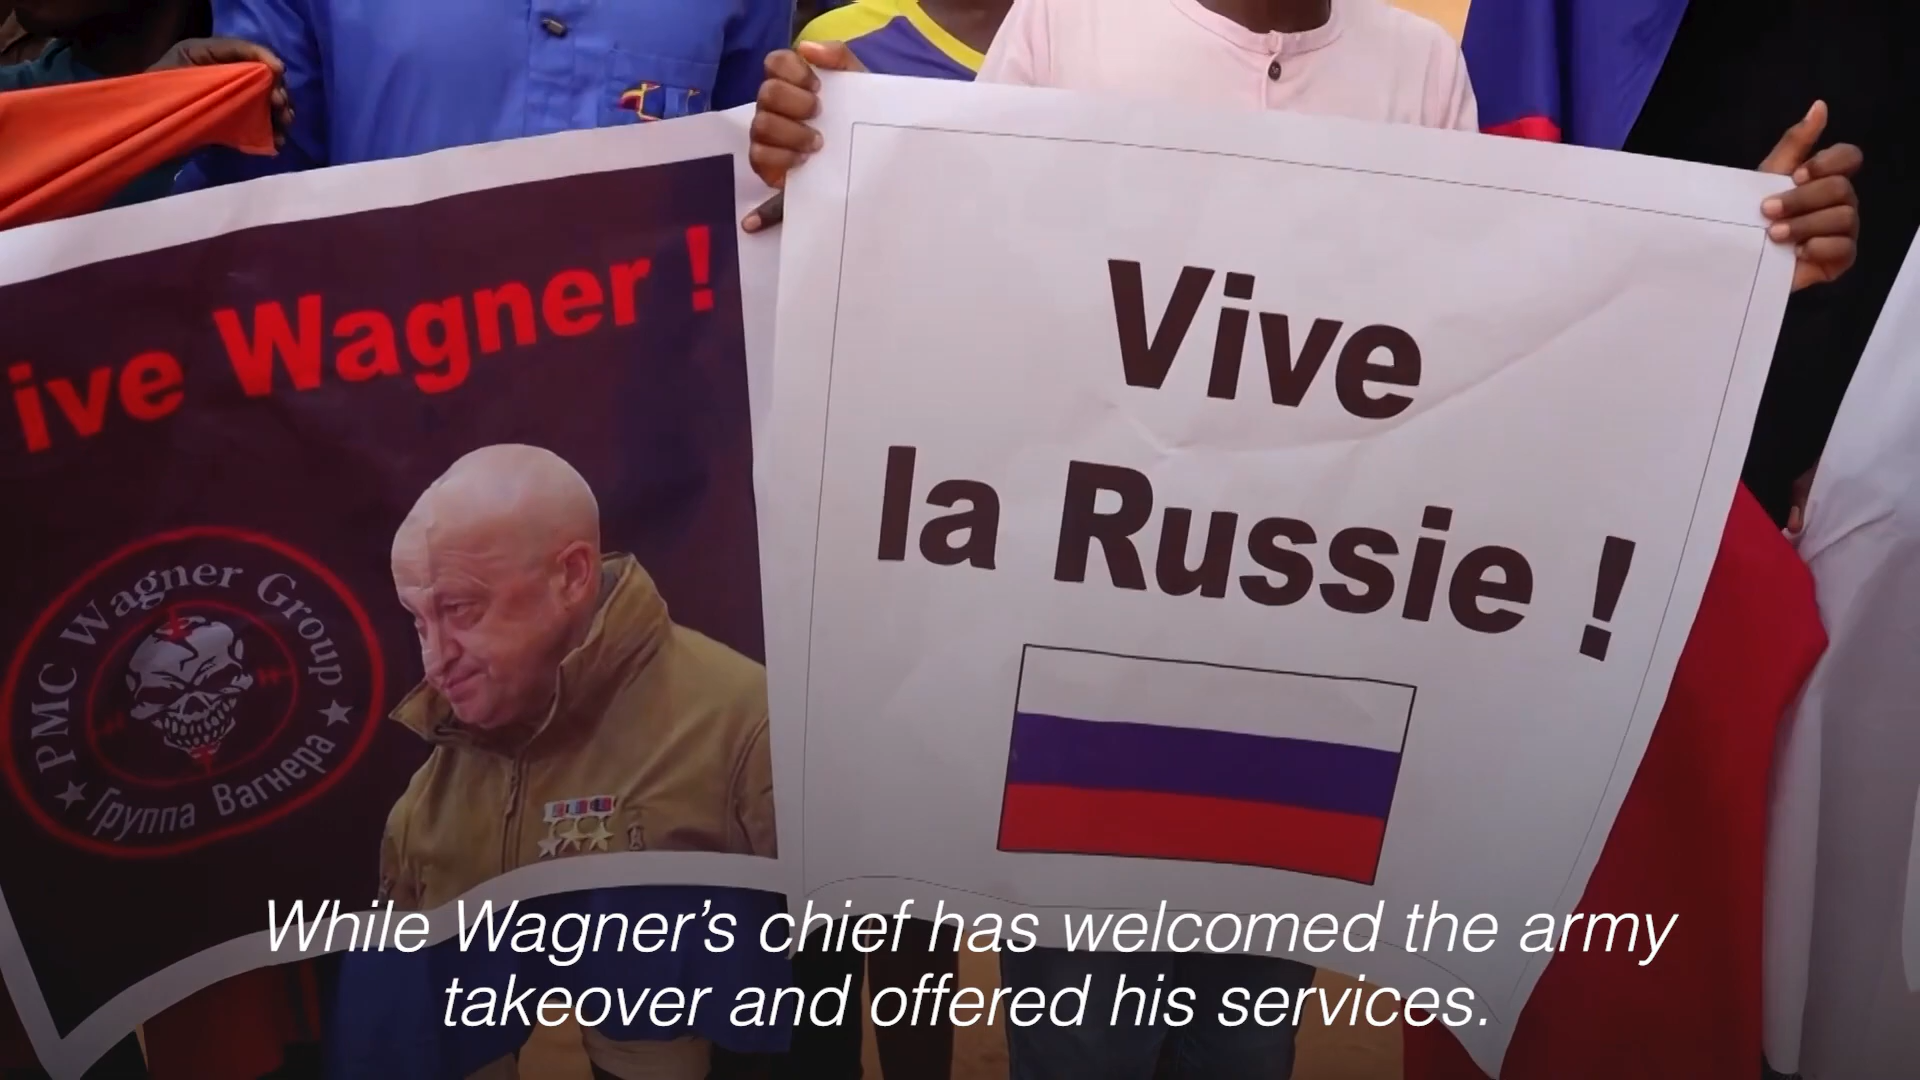 ive Wagner !
PMC Wagner Group
Группа Вагнера
Vive
la Russie !
While Wagner's chief has welcomed the army
takeover and offered his services.